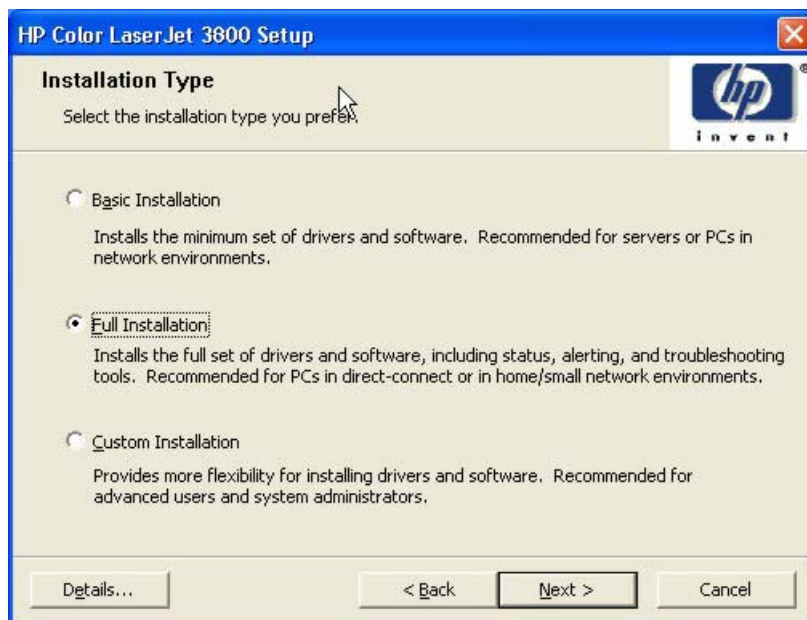 HP Color LaserJet 3800 Setup
Installation Type
Select the installation type you prefer.
hp
®
invent
Basic Installation
Installs the minimum set of drivers and software. Recommended for servers or PCs in
network environments.
Full Installation
Installs the full set of drivers and software, including status, alerting, and troubleshooting
tools. Recommended for PCs in direct-connect or in home/small network environments.
Custom Installation
Provides more flexibility for installing drivers and software. Recommended for
advanced users and system administrators.
Details...
< Back
Next >
Cancel